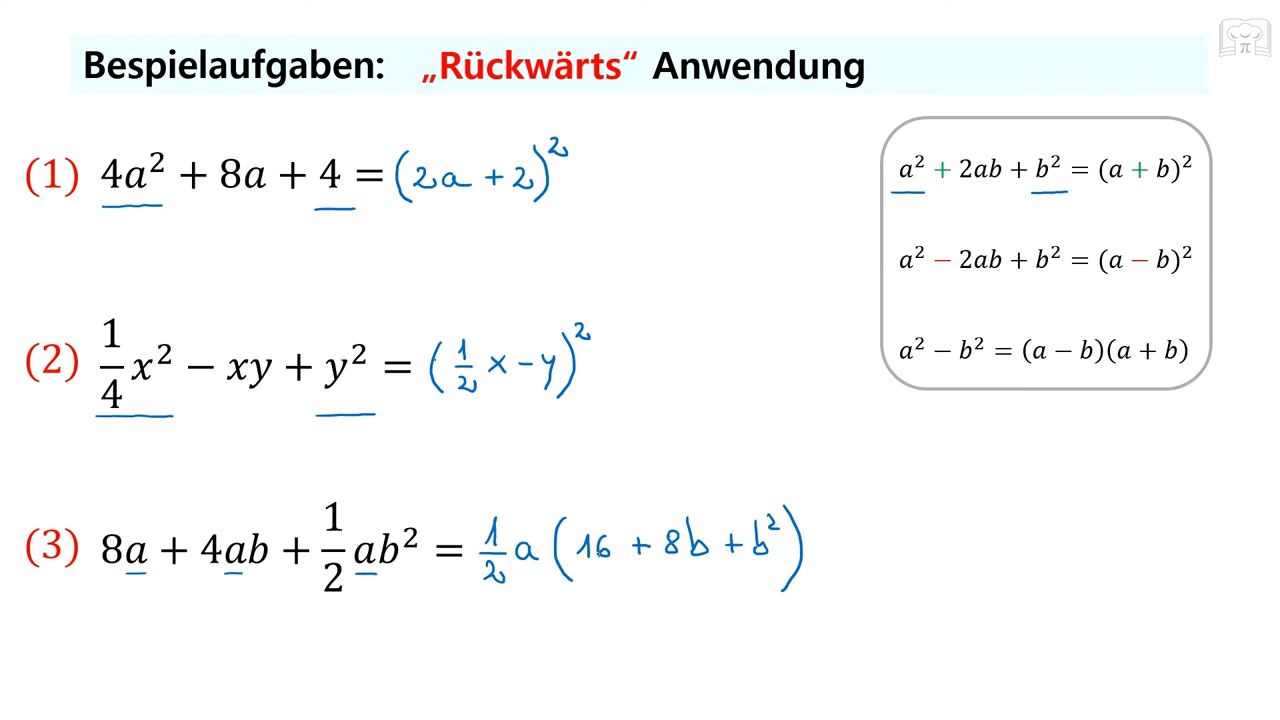 Bespielaufgaben: „Rückwärts“ Anwendung
(1) 4a² + 8a + 4 = (2a + 2)²
(2) 1/4 x² − xy + y² = (1/2 x − y)²
(3) 8a + 4ab + 1/2 ab² = 1/2 a (16 + 8b + b²)
a² + 2ab + b² = (a + b)²
a² − 2ab + b² = (a − b)²
a² − b² = (a − b)(a + b)
π